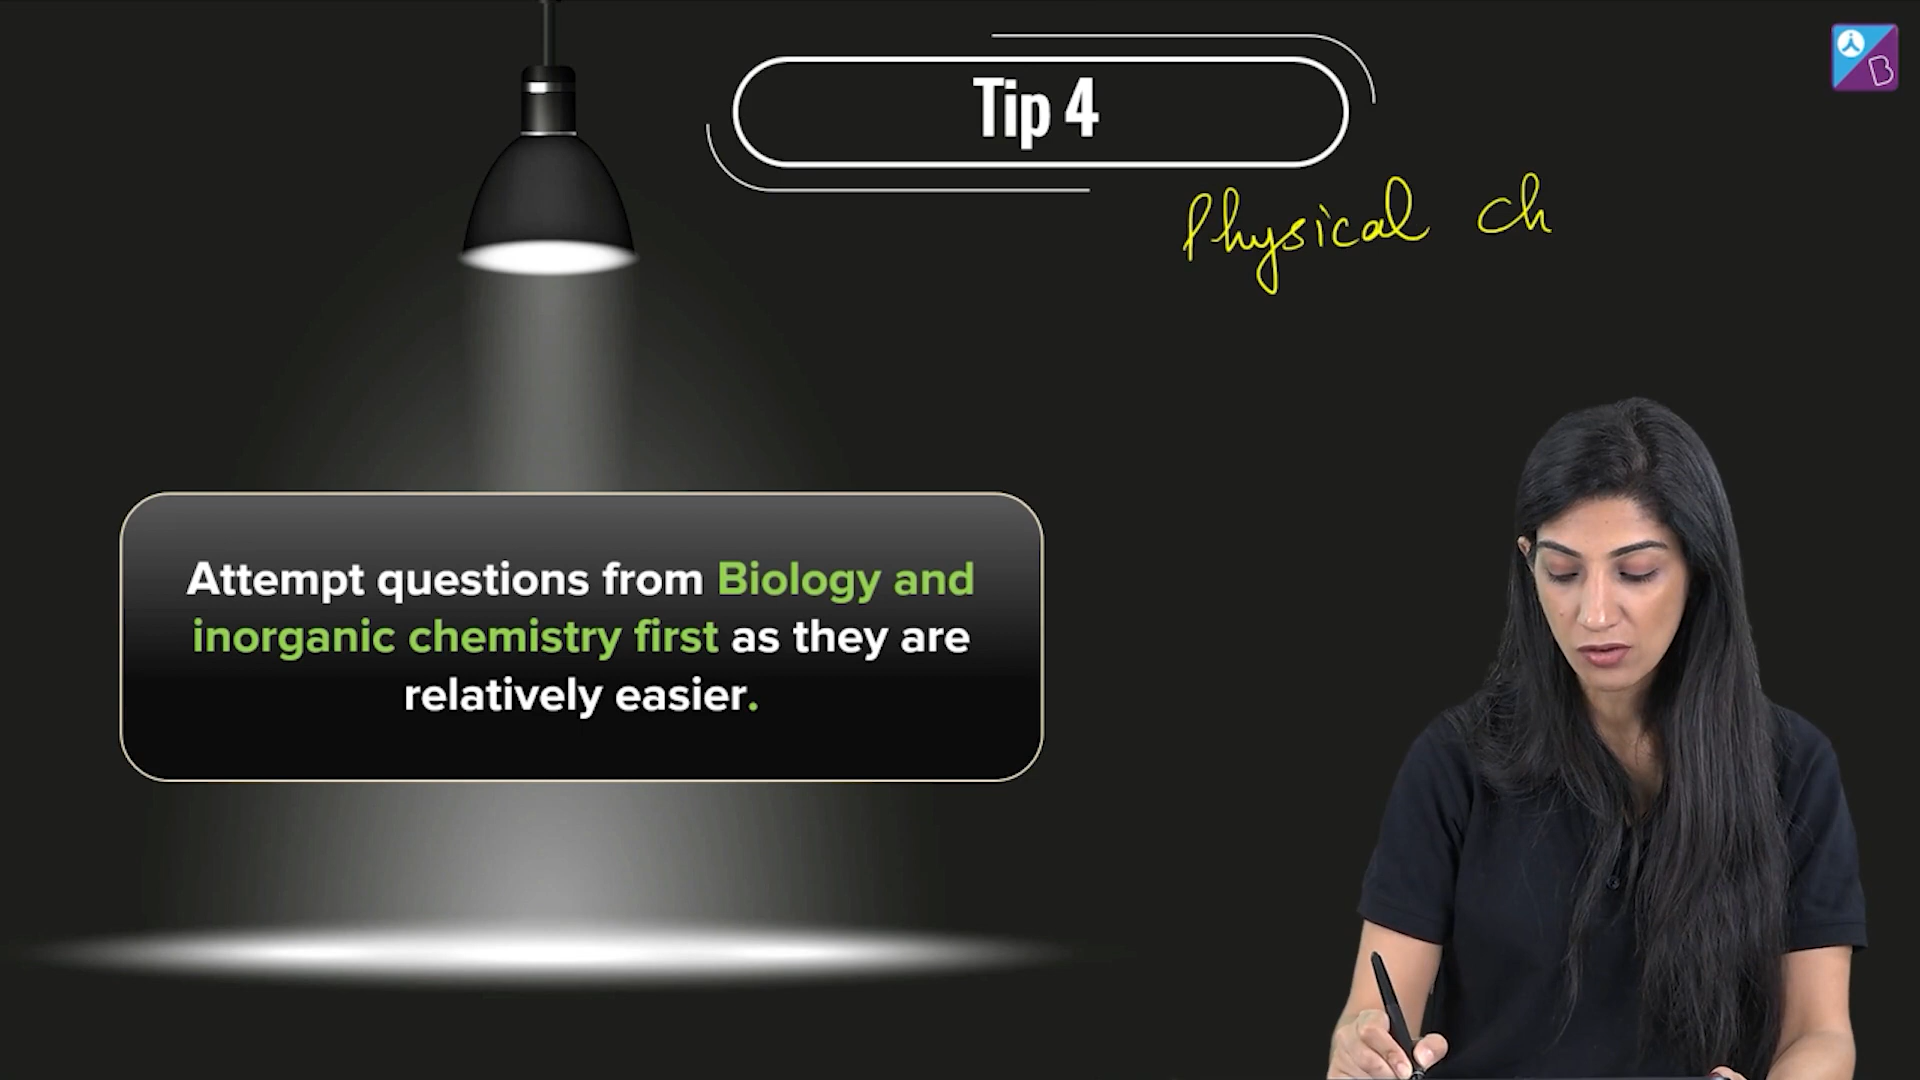 Tip 4
Physical ch
Attempt questions from Biology and
inorganic chemistry first as they are
relatively easier.
B